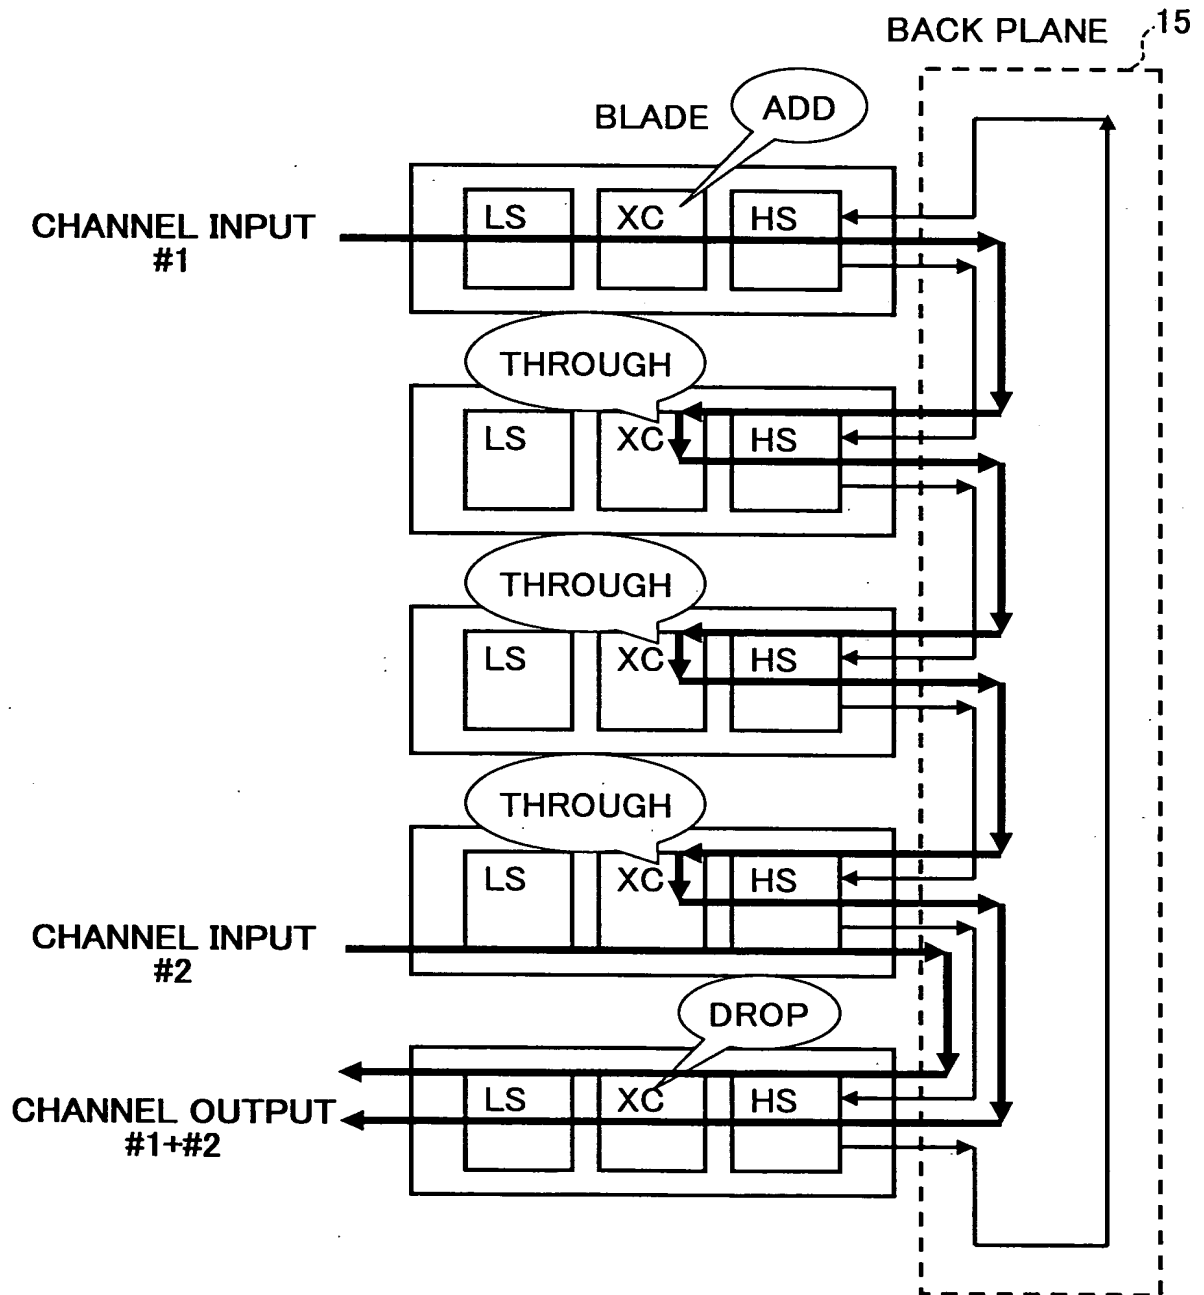 15
BACK PLANE
BLADE
ADD
LS XC HS
CHANNEL INPUT
#1
THROUGH
LS XC HS
THROUGH
LS XC HS
THROUGH
LS XC HS
CHANNEL INPUT
#2
DROP
LS XC HS
CHANNEL OUTPUT
#1+#2